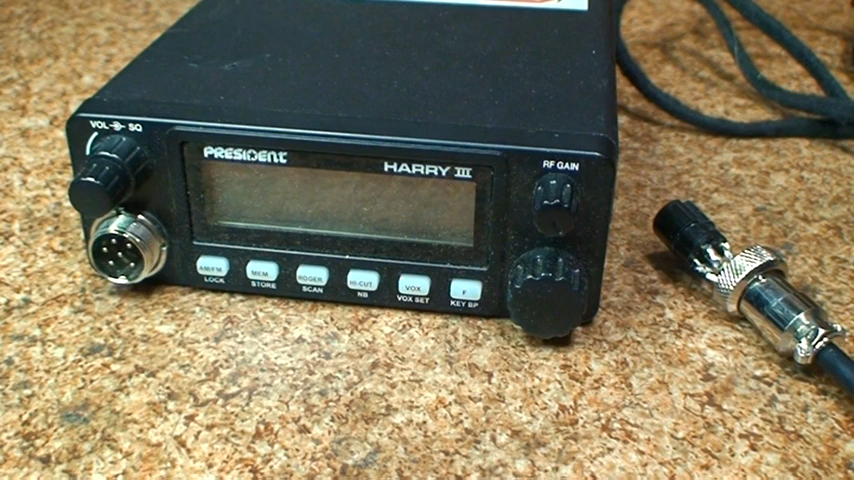 VOL SQ
PRESIDENT
HARRY III
RF GAIN
AM/FM MEM ROGER HI-CUT VOX F
LOCK STORE SCAN NB VOX SET KEY BP